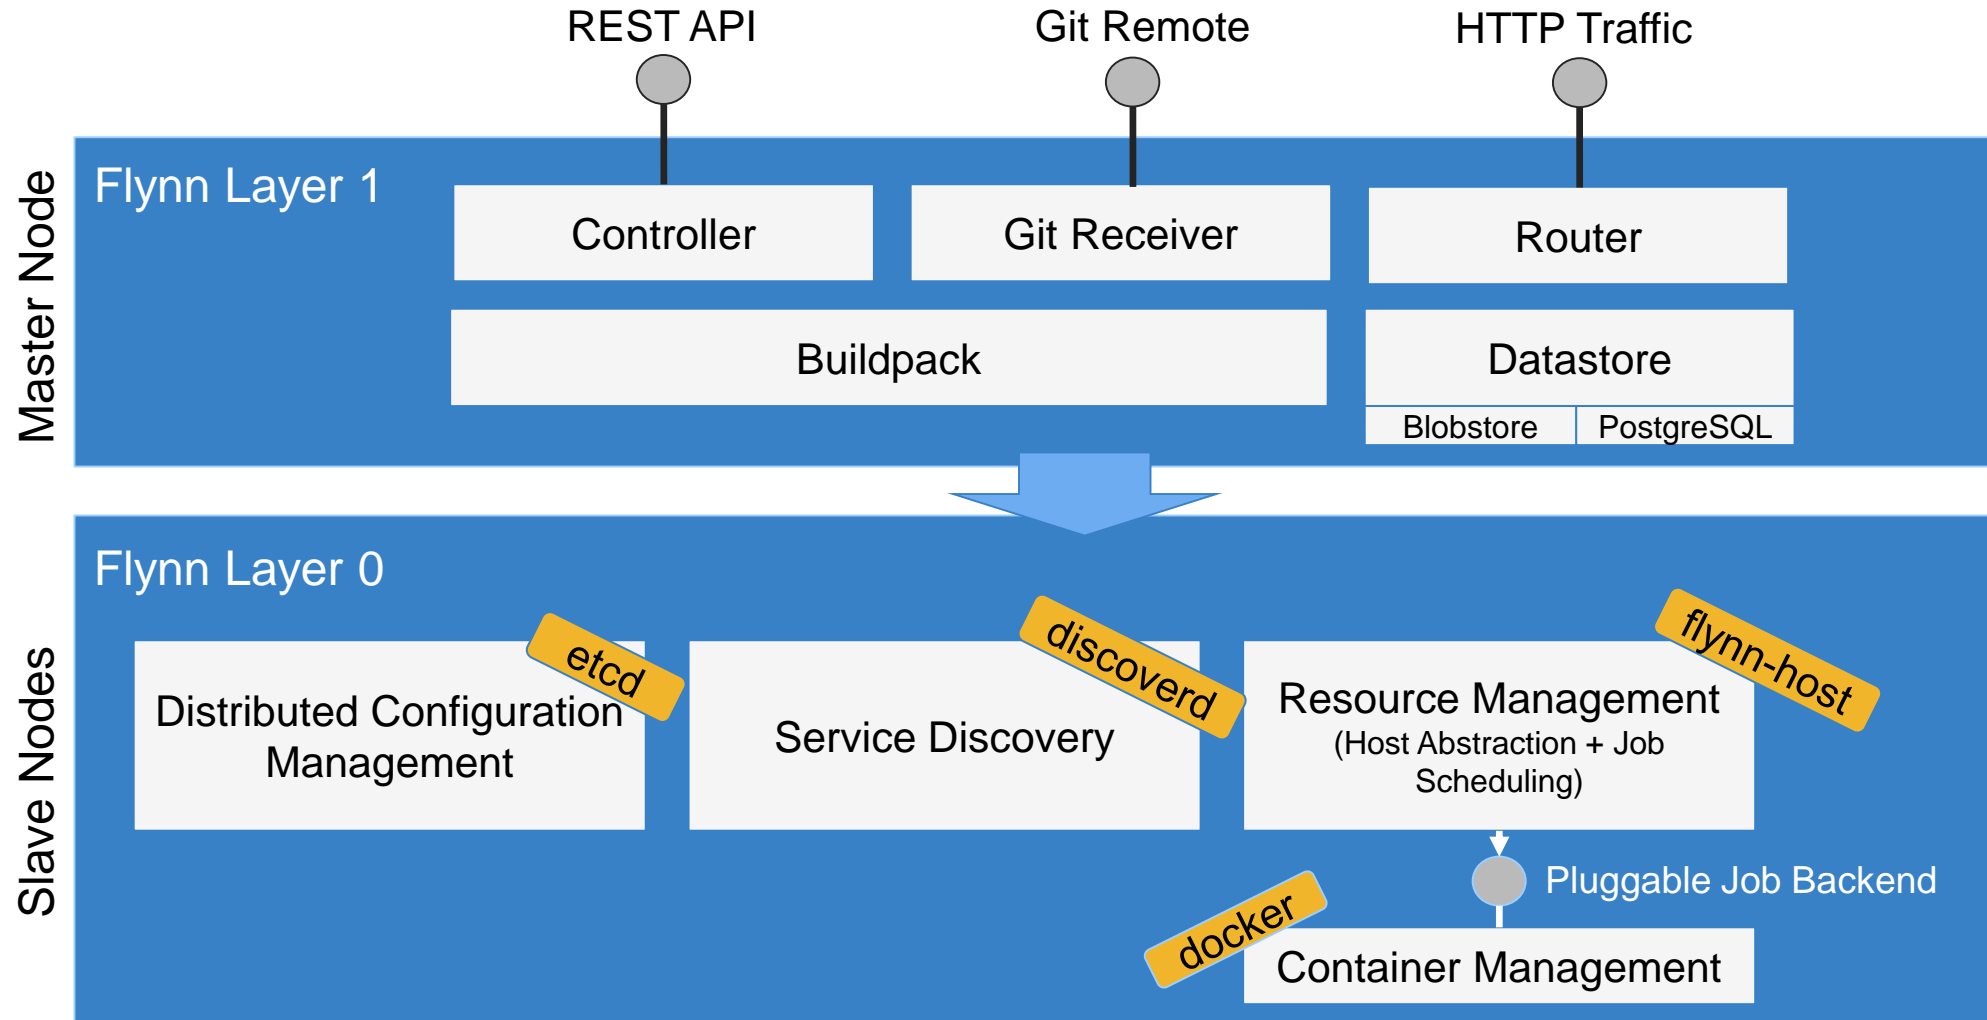 REST API
Git Remote
HTTP Traffic
Master Node
Flynn Layer 1
Controller
Git Receiver
Router
Buildpack
Datastore
Blobstore
PostgreSQL
Slave Nodes
Flynn Layer 0
etcd
Distributed Configuration
Management
discoverd
Service Discovery
flynn-host
Resource Management
(Host Abstraction + Job
Scheduling)
Pluggable Job Backend
docker
Container Management